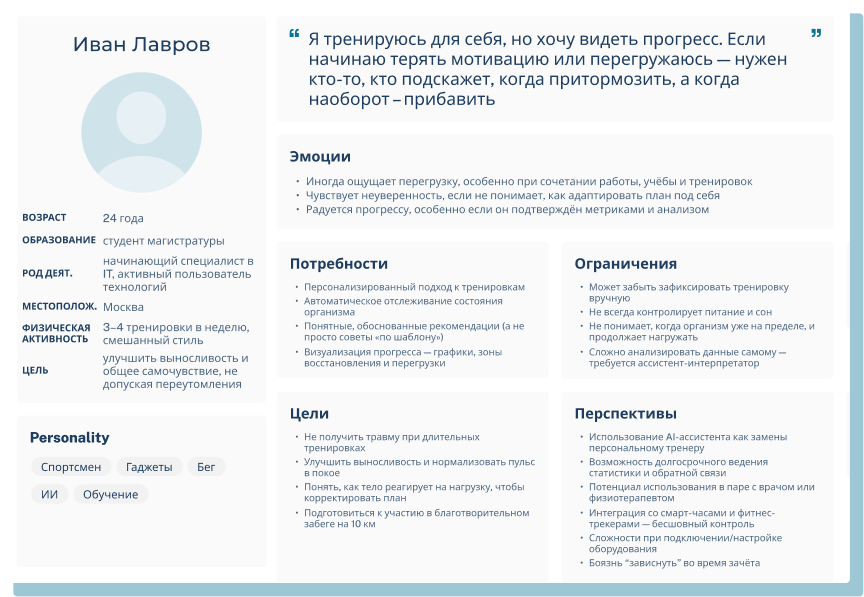 Иван Лавров
ВОЗРАСТ 24 года
ОБРАЗОВАНИЕ студент магистратуры
РОД ДЕЯТ. начинающий специалист в
IT, активный пользователь
технологий
МЕСТОПОЛОЖ. Москва
ФИЗИЧЕСКАЯ 3–4 тренировки в неделю,
АКТИВНОСТЬ смешанный стиль
ЦЕЛЬ улучшить выносливость и
общее самочувствие, не
допуская переутомления
Personality
Спортсмен Гаджеты Бег
ИИ Обучение
“ Я тренируюсь для себя, но хочу видеть прогресс. Если ”
начинаю терять мотивацию или перегружаюсь — нужен
кто-то, кто подскажет, когда притормозить, а когда
наоборот – прибавить
Эмоции
• Иногда ощущает перегрузку, особенно при сочетании работы, учёбы и тренировок
• Чувствует неуверенность, если не понимает, как адаптировать план под себя
• Радуется прогрессу, особенно если он подтверждён метриками и анализом
Потребности
• Персонализированный подход к тренировкам
• Автоматическое отслеживание состояния
организма
• Понятные, обоснованные рекомендации (а не
просто советы «по шаблону»)
• Визуализация прогресса — графики, зоны
восстановления и перегрузки
Ограничения
• Может забыть зафиксировать тренировку
вручную
• Не всегда контролирует питание и сон
• Не понимает, когда организм уже на пределе, и
продолжает нагружать
• Сложно анализировать данные самому —
требуется ассистент-интерпретатор
Цели
• Не получить травму при длительных
тренировках
• Улучшить выносливость и нормализовать пульс
в покое
• Понять, как тело реагирует на нагрузку, чтобы
корректировать план
• Подготовиться к участию в благотворительном
забеге на 10 км
Перспективы
• Использование AI-ассистента как замены
персональному тренеру
• Возможность долгосрочного ведения
статистики и обратной связи
• Потенциал использования в паре с врачом или
физиотерапевтом
• Интеграция со смарт-часами и фитнес-
трекерами — бесшовный контроль
• Сложности при подключении/настройке
оборудования
• Боязнь “зависнуть” во время зачёта